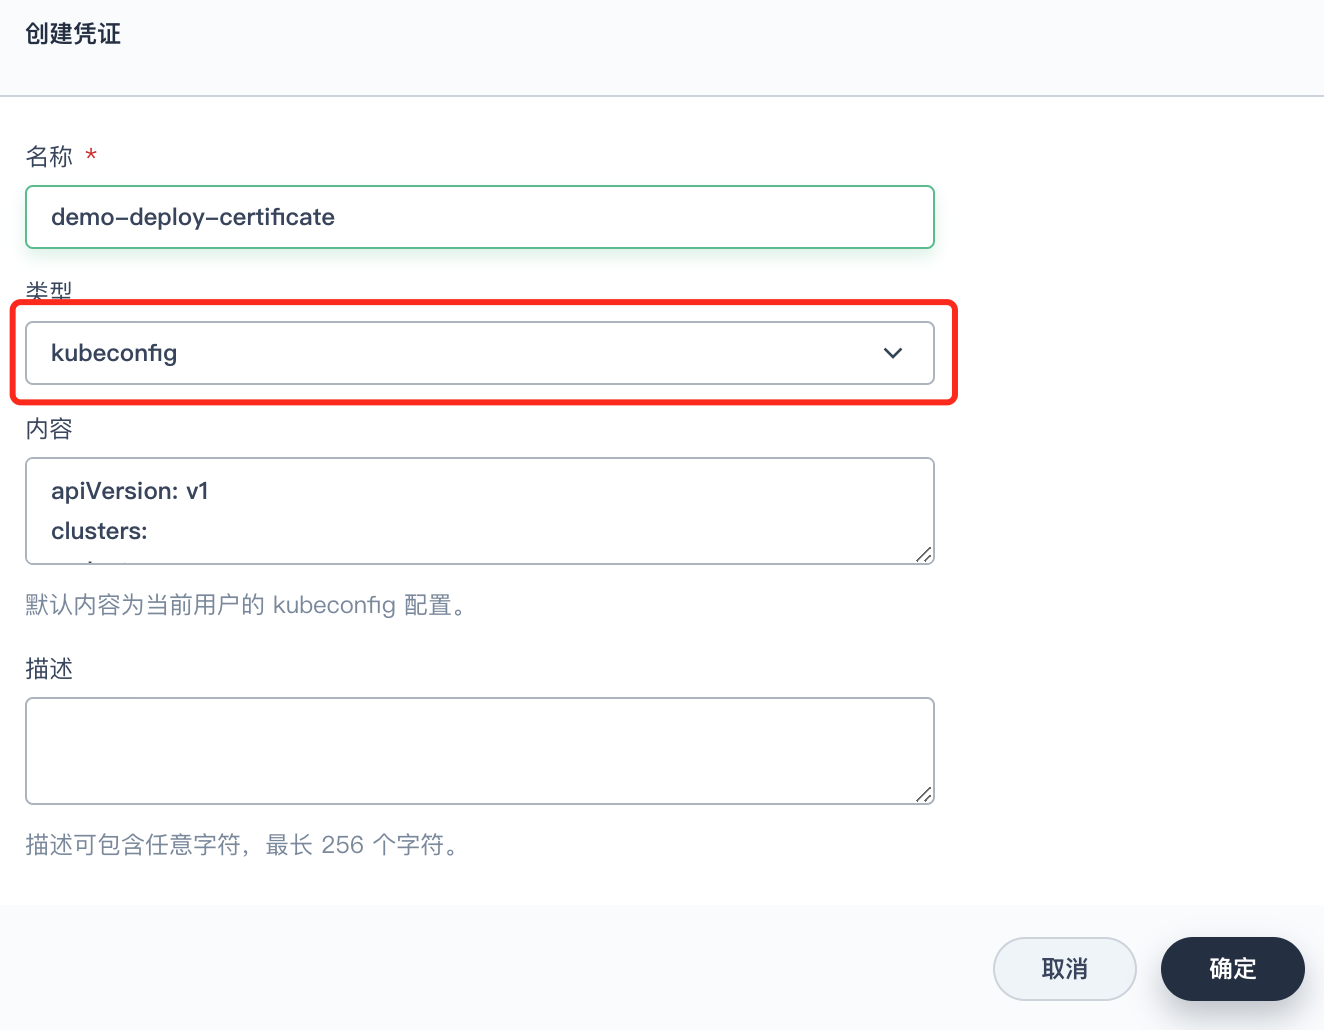 创建凭证
名称 *
demo-deploy-certificate
类型
kubeconfig
内容
apiVersion: v1
clusters:
默认内容为当前用户的 kubeconfig 配置。
描述
描述可包含任意字符，最长 256 个字符。
取消
确定